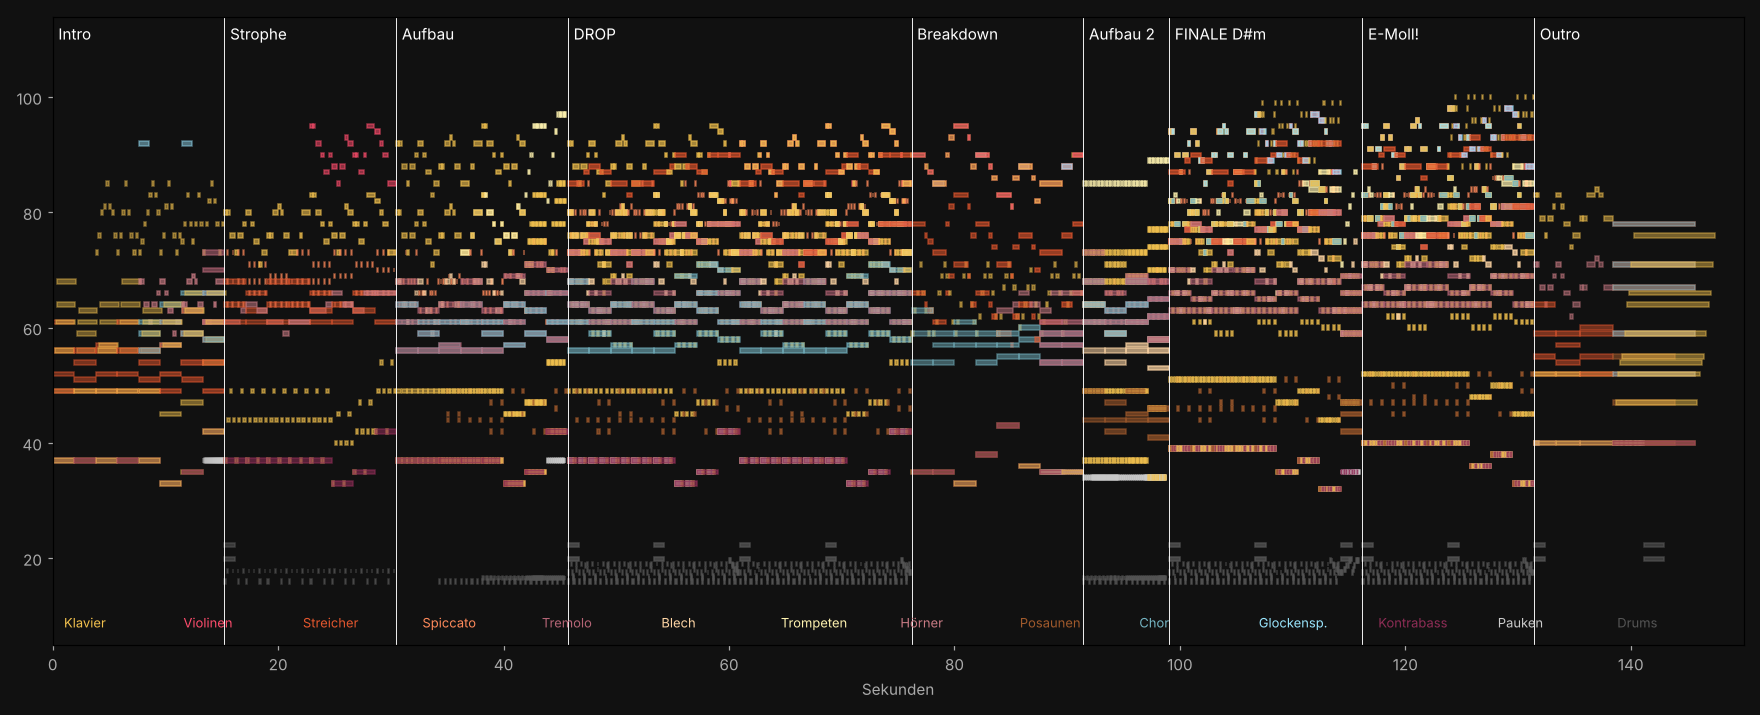 Intro Strophe Aufbau DROP Breakdown Aufbau 2 FINALE D#m E-Moll! Outro
100
80
60
40
20
Klavier Violinen Streicher Spiccato Tremolo Blech Trompeten Hörner Posaunen Chor Glockensp. Kontrabass Pauken Drums
0 20 40 60 80 100 120 140
Sekunden